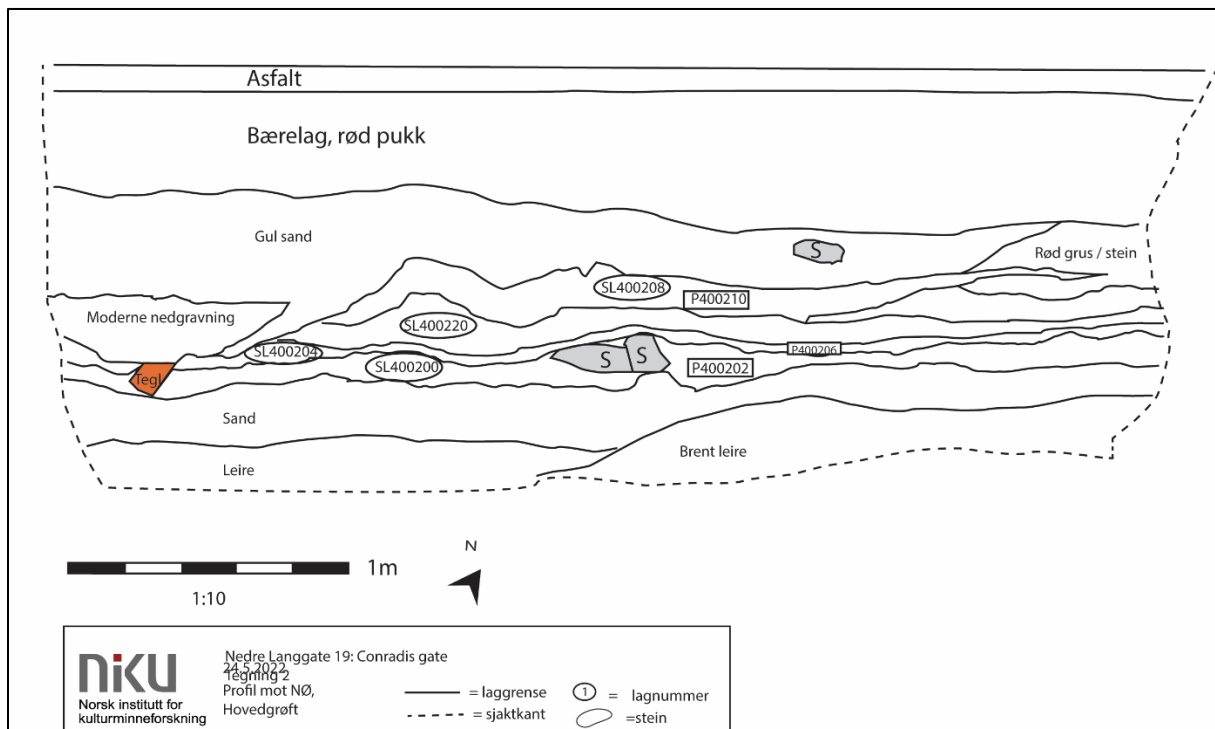 Asfalt
Bærelag, rød pukk
Gul sand
S
Rød grus / stein
SL400208
P400210
Moderne nedgravning
SL400220
SL400204
P400206
S S
SL400200
P400202
Tegl
Sand
Brent leire
Leire
N
1m
1:10
niku
Norsk institutt for
kulturminneforskning
Nedre Langgate 19: Conradis gate
24.5.2022
Tegning 2
Profil mot NØ,
Hovedgrøft
= laggrense
1 = lagnummer
= sjaktkant
=stein